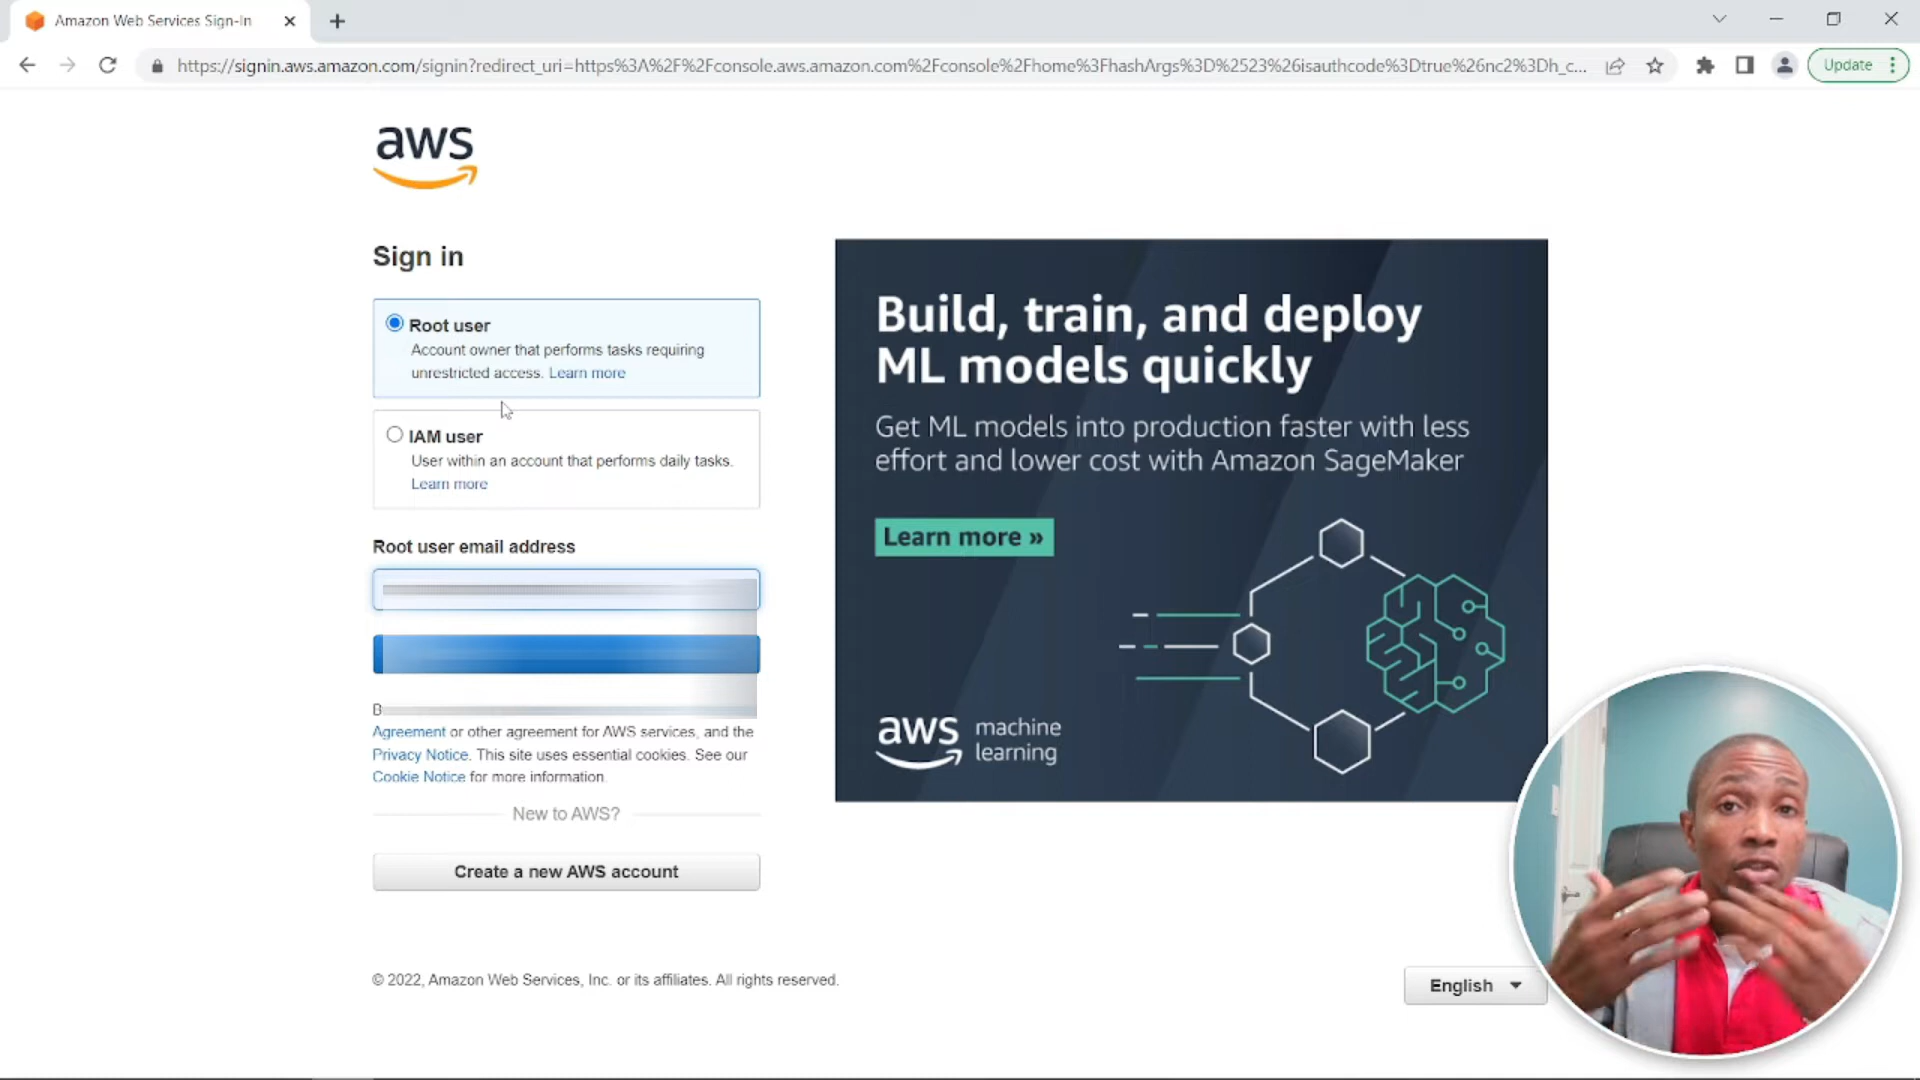 Amazon Web Services Sign-In
https://signin.aws.amazon.com/signin?redirect_uri=https%3A%2F%2Fconsole.aws.amazon.com%2Fconsole%2Fhome%3FhashArgs%3D%2523%26isauthcode%3Dtrue%26nc2%3Dh_c...
Update
aws
Sign in
Root user
Account owner that performs tasks requiring
unrestricted access. Learn more
IAM user
User within an account that performs daily tasks.
Learn more
Root user email address
B
Agreement or other agreement for AWS services, and the
Privacy Notice. This site uses essential cookies. See our
Cookie Notice for more information.
New to AWS?
Create a new AWS account
Build, train, and deploy
ML models quickly
Get ML models into production faster with less
effort and lower cost with Amazon SageMaker
Learn more »
aws machine
learning
© 2022, Amazon Web Services, Inc. or its affiliates. All rights reserved.
English